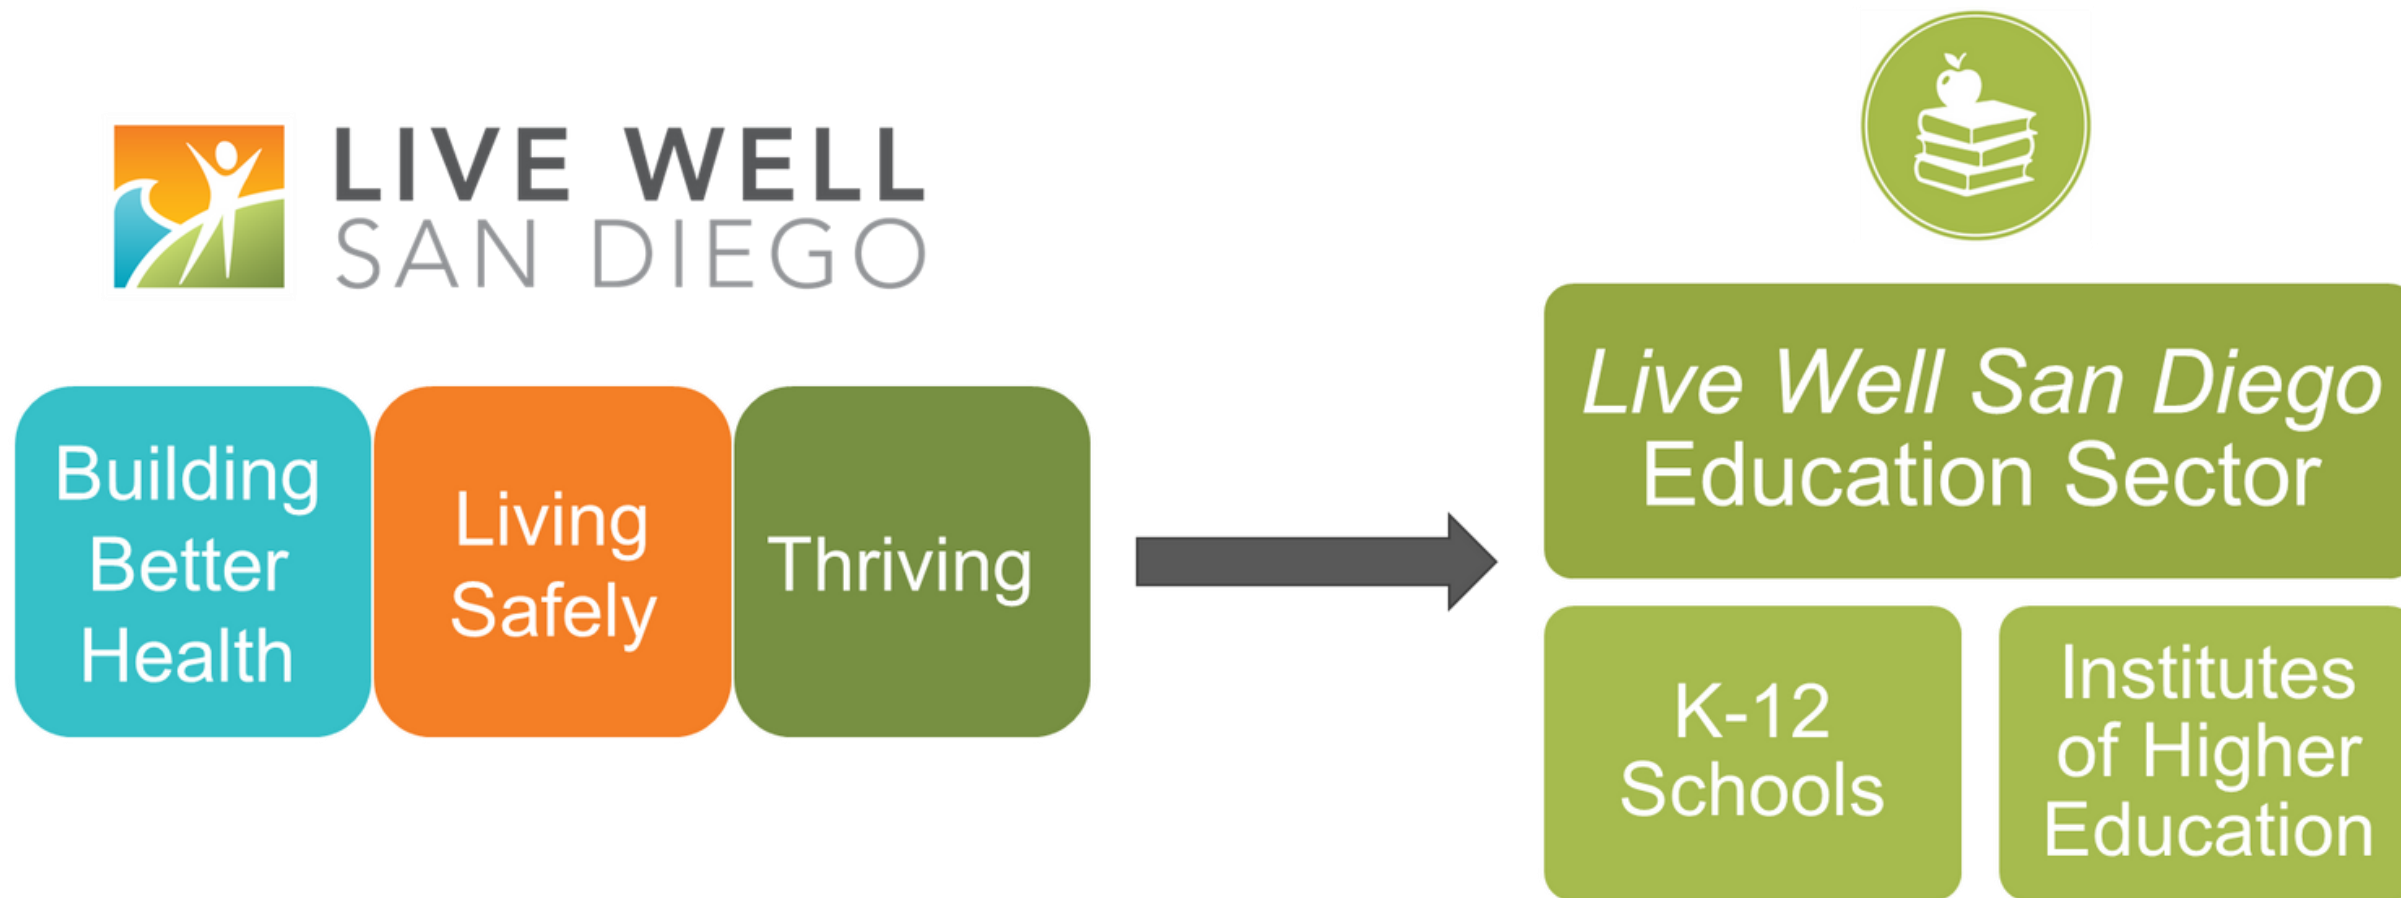 LIVE WELL
SAN DIEGO
Building
Better
Health
Living
Safely
Thriving
Live Well San Diego
Education Sector
K-12
Schools
Institutes
of Higher
Education